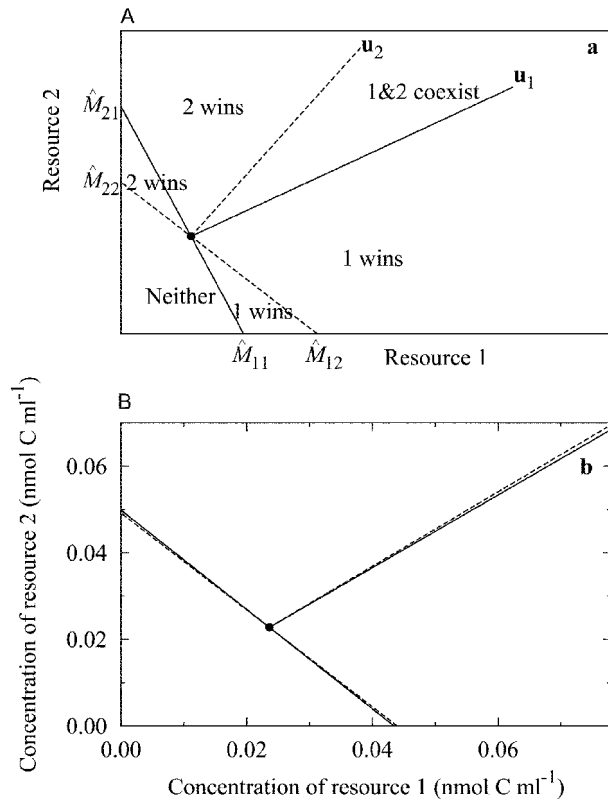 A
a
u₂
u₁
1&2 coexist
M̂₂₁
2 wins
Resource 2
M̂₂₂
2 wins
1 wins
Neither
1 wins
M̂₁₁
M̂₁₂
Resource 1
B
b
0.06
0.04
0.02
0.00
Concentration of resource 2 (nmol C ml⁻¹)
0.00
0.02
0.04
0.06
Concentration of resource 1 (nmol C ml⁻¹)